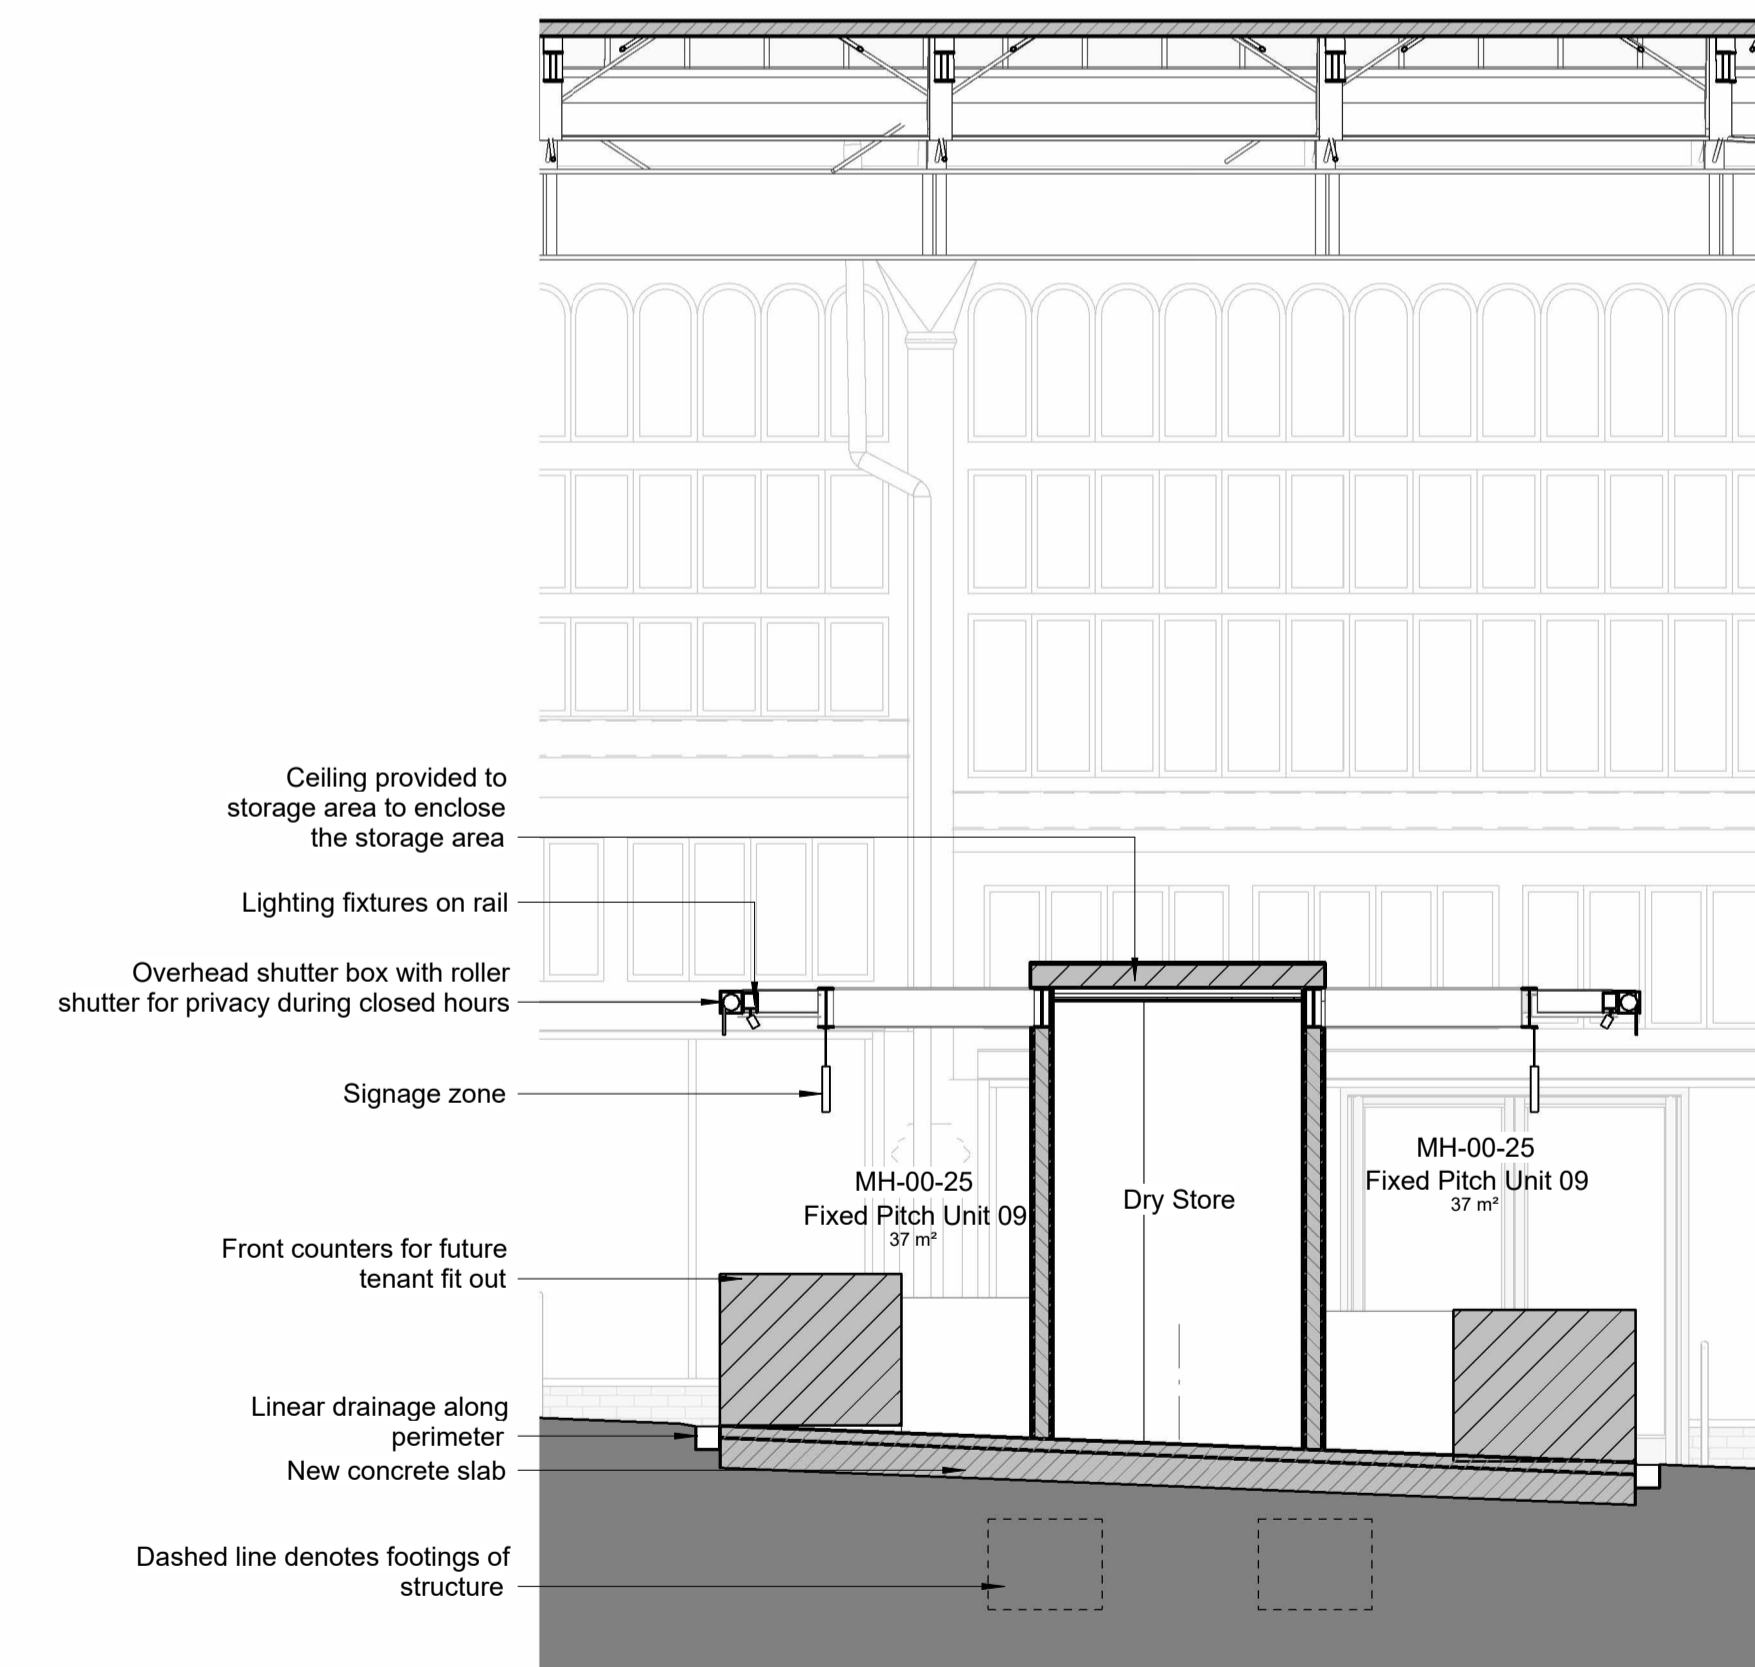 Ceiling provided to
storage area to enclose
the storage area
Lighting fixtures on rail
Overhead shutter box with roller
shutter for privacy during closed hours
Signage zone
MH-00-25
Fixed Pitch Unit 09
37 m²
Dry Store
MH-00-25
Fixed Pitch Unit 09
37 m²
Front counters for future
tenant fit out
Linear drainage along
perimeter
New concrete slab
Dashed line denotes footings of
structure